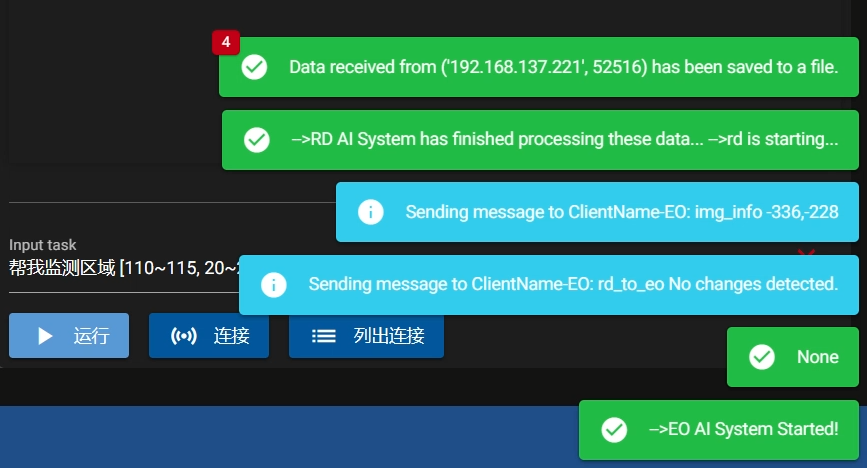 4
Data received from ('192.168.137.221', 52516) has been saved to a file.
-->RD AI System has finished processing these data... -->rd is starting...
Sending message to ClientName-EO: img_info -336,-228
Input task
帮我监测区域 [110~115, 20~
Sending message to ClientName-EO: rd_to_eo No changes detected.
运行
连接
列出连接
None
-->EO AI System Started!